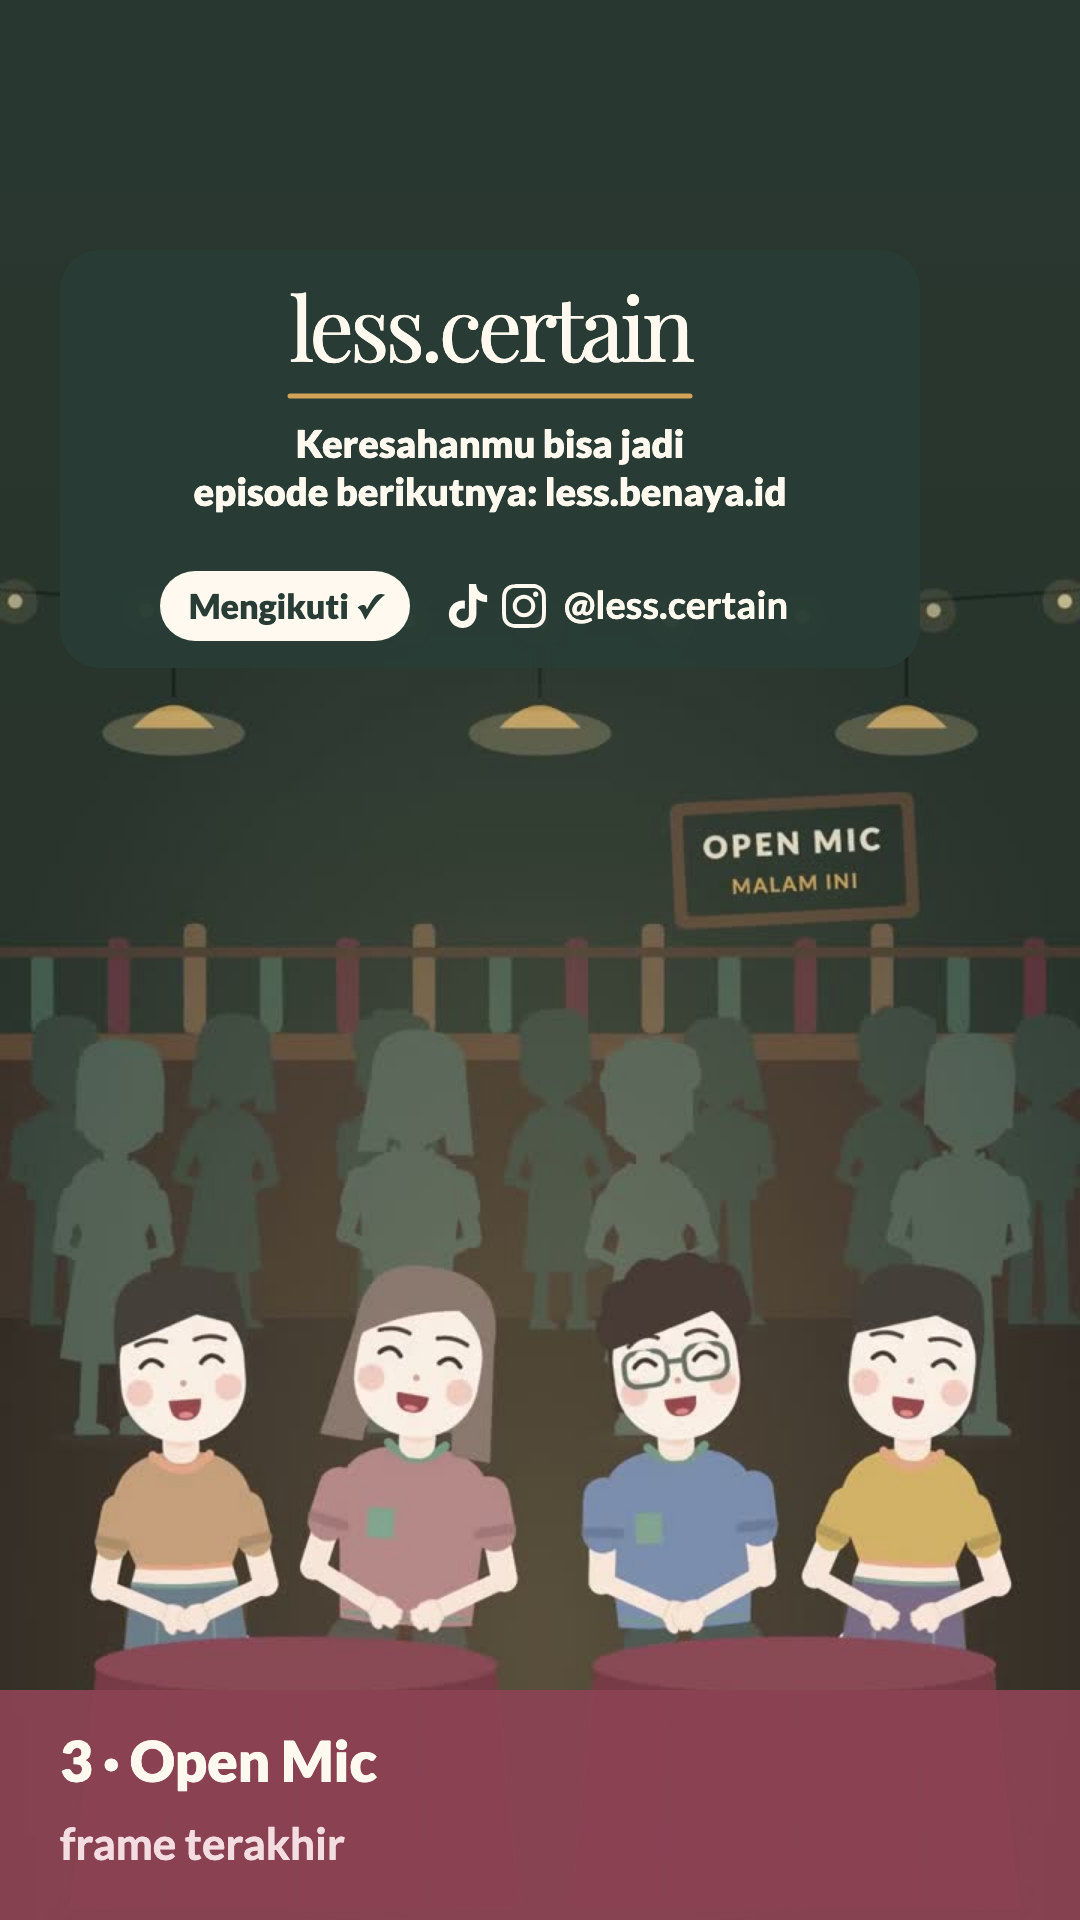 less.certain
Keresahanmu bisa jadi
episode berikutnya: less.benaya.id
Mengikuti ✓ @less.certain
OPEN MIC
MALAM INI
3 • Open Mic
frame terakhir